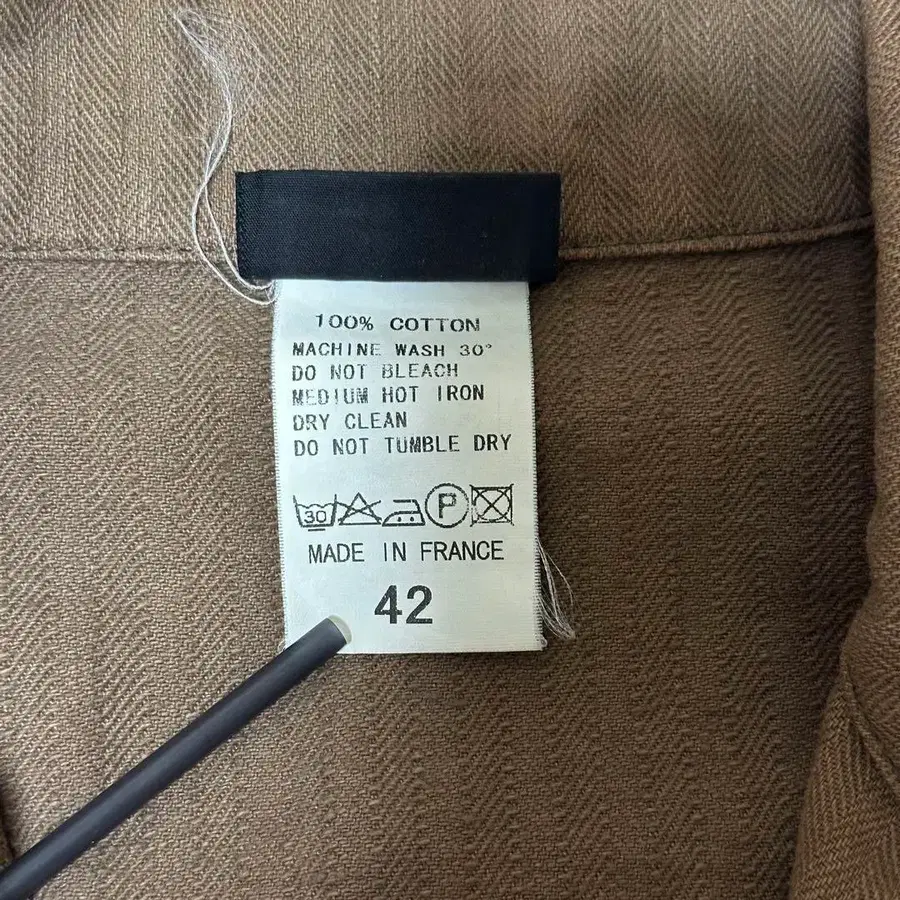 100% COTTON
MACHINE WASH 30°
DO NOT BLEACH
MEDIUM HOT IRON
DRY CLEAN
DO NOT TUMBLE DRY
30 P
MADE IN FRANCE
42